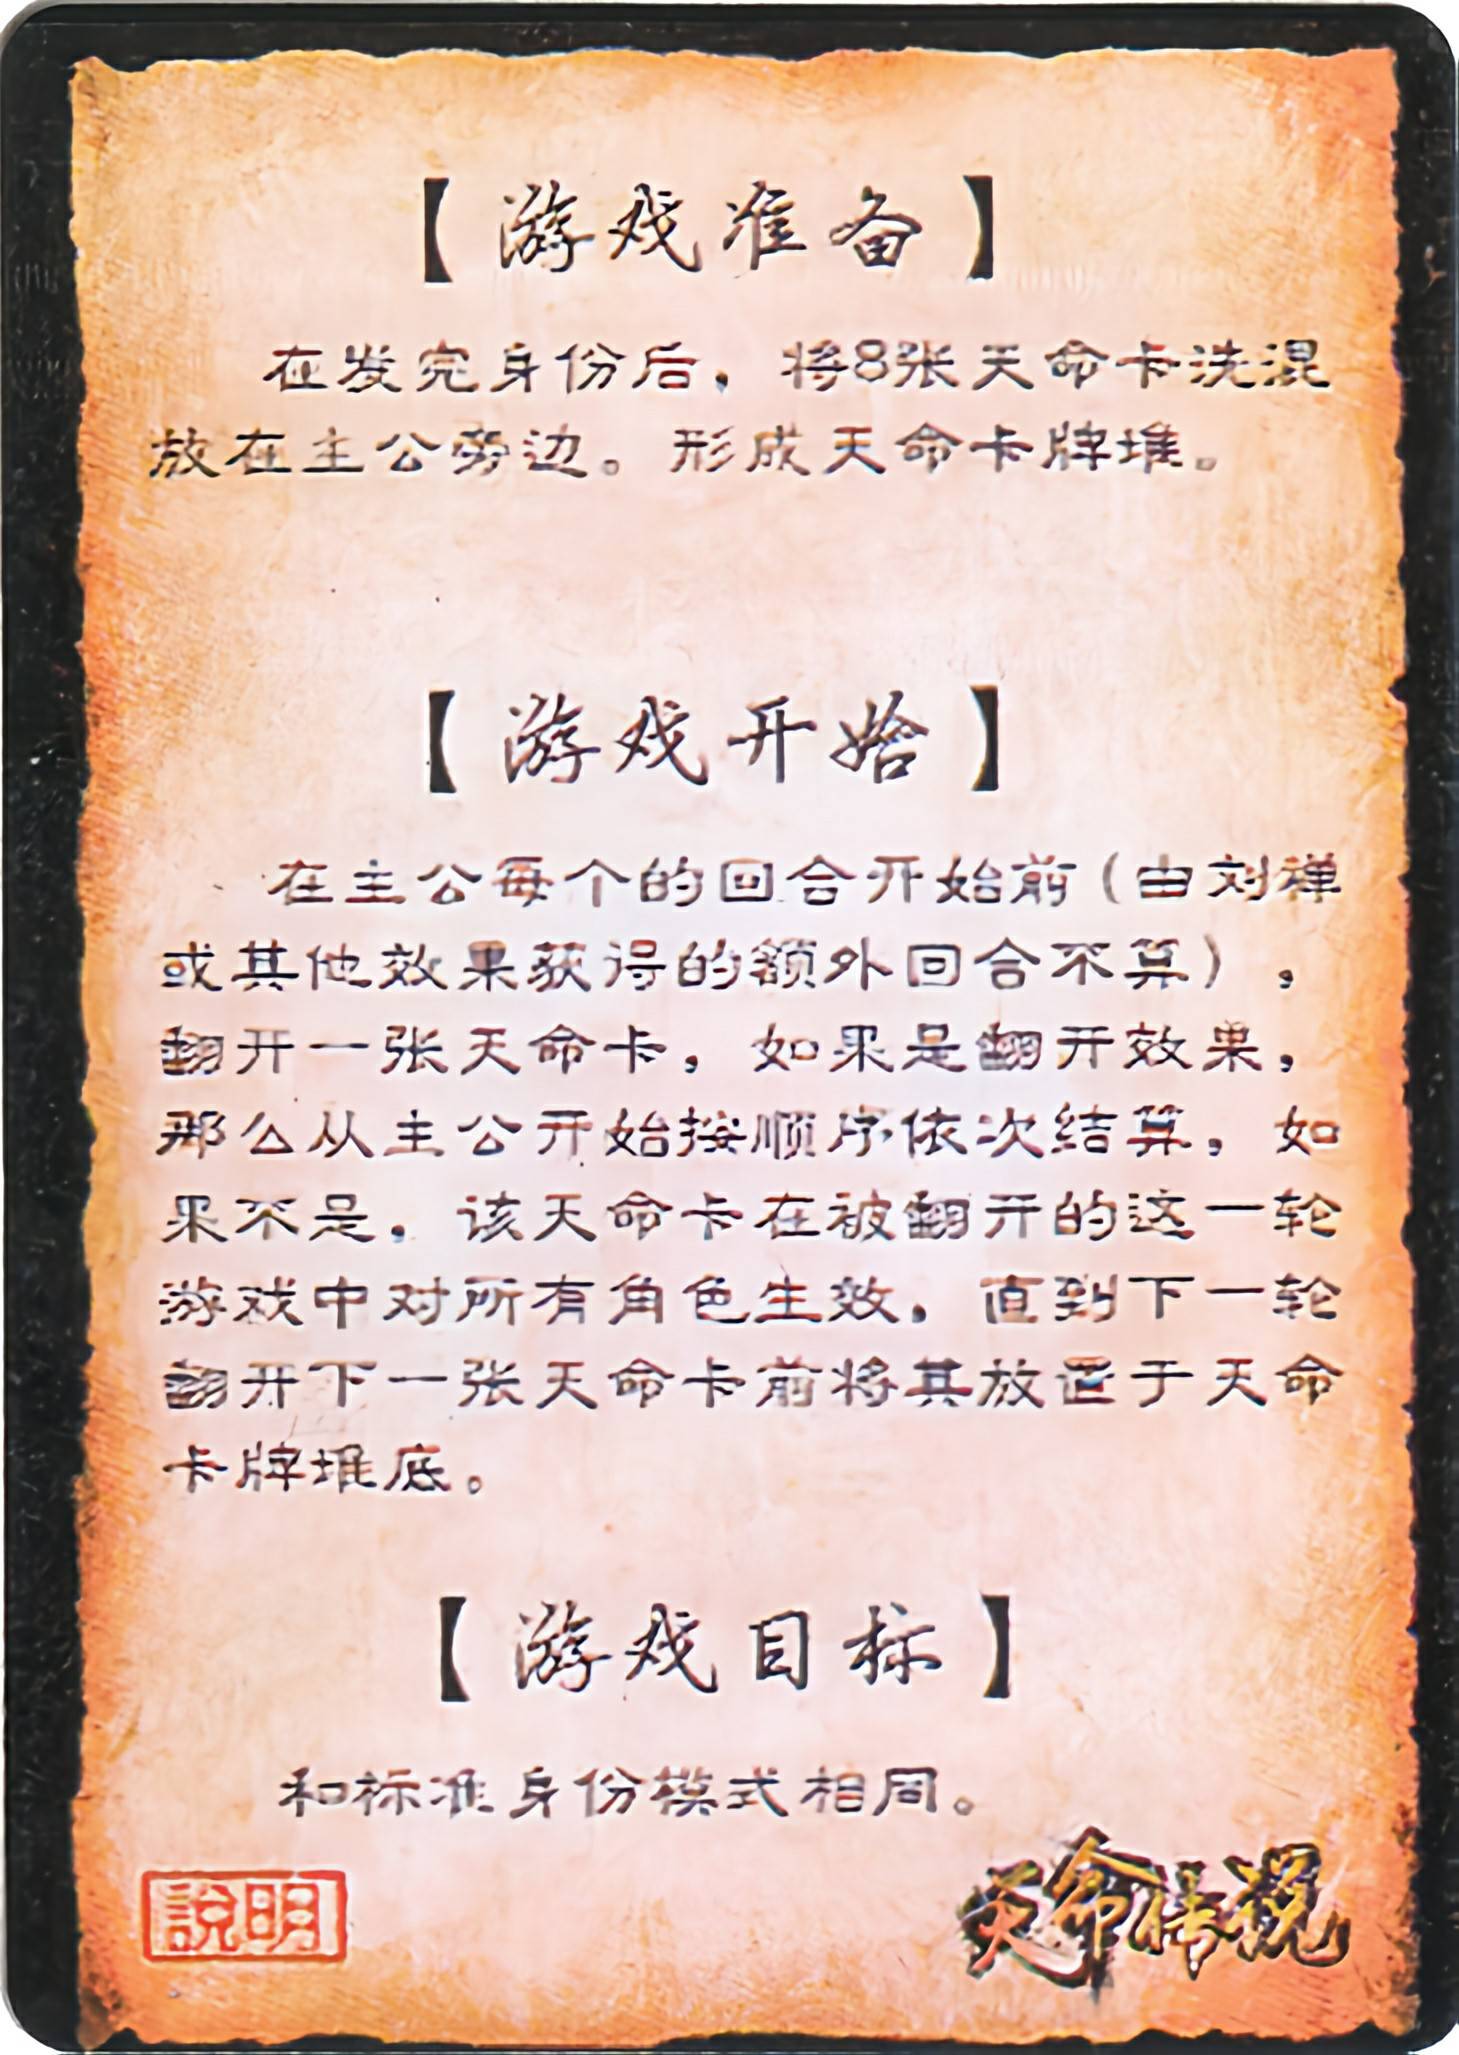 【游戏准备】
在发完身份后，将8张天命卡洗混
放在主公旁边。形成天命卡牌堆。
【游戏开始】
在主公每个的回合开始前（由刘禅
或其他效果获得的额外回合不算），
翻开一张天命卡，如果是翻开效果，
那么从主公开始按顺序依次结算，如
果不是，该天命卡在被翻开的这一轮
游戏中对所有角色生效，直到下一轮
翻开下一张天命卡前将其放置于天命
卡牌堆底。
【游戏目标】
和标准身份模式相同。
說明
天命传说